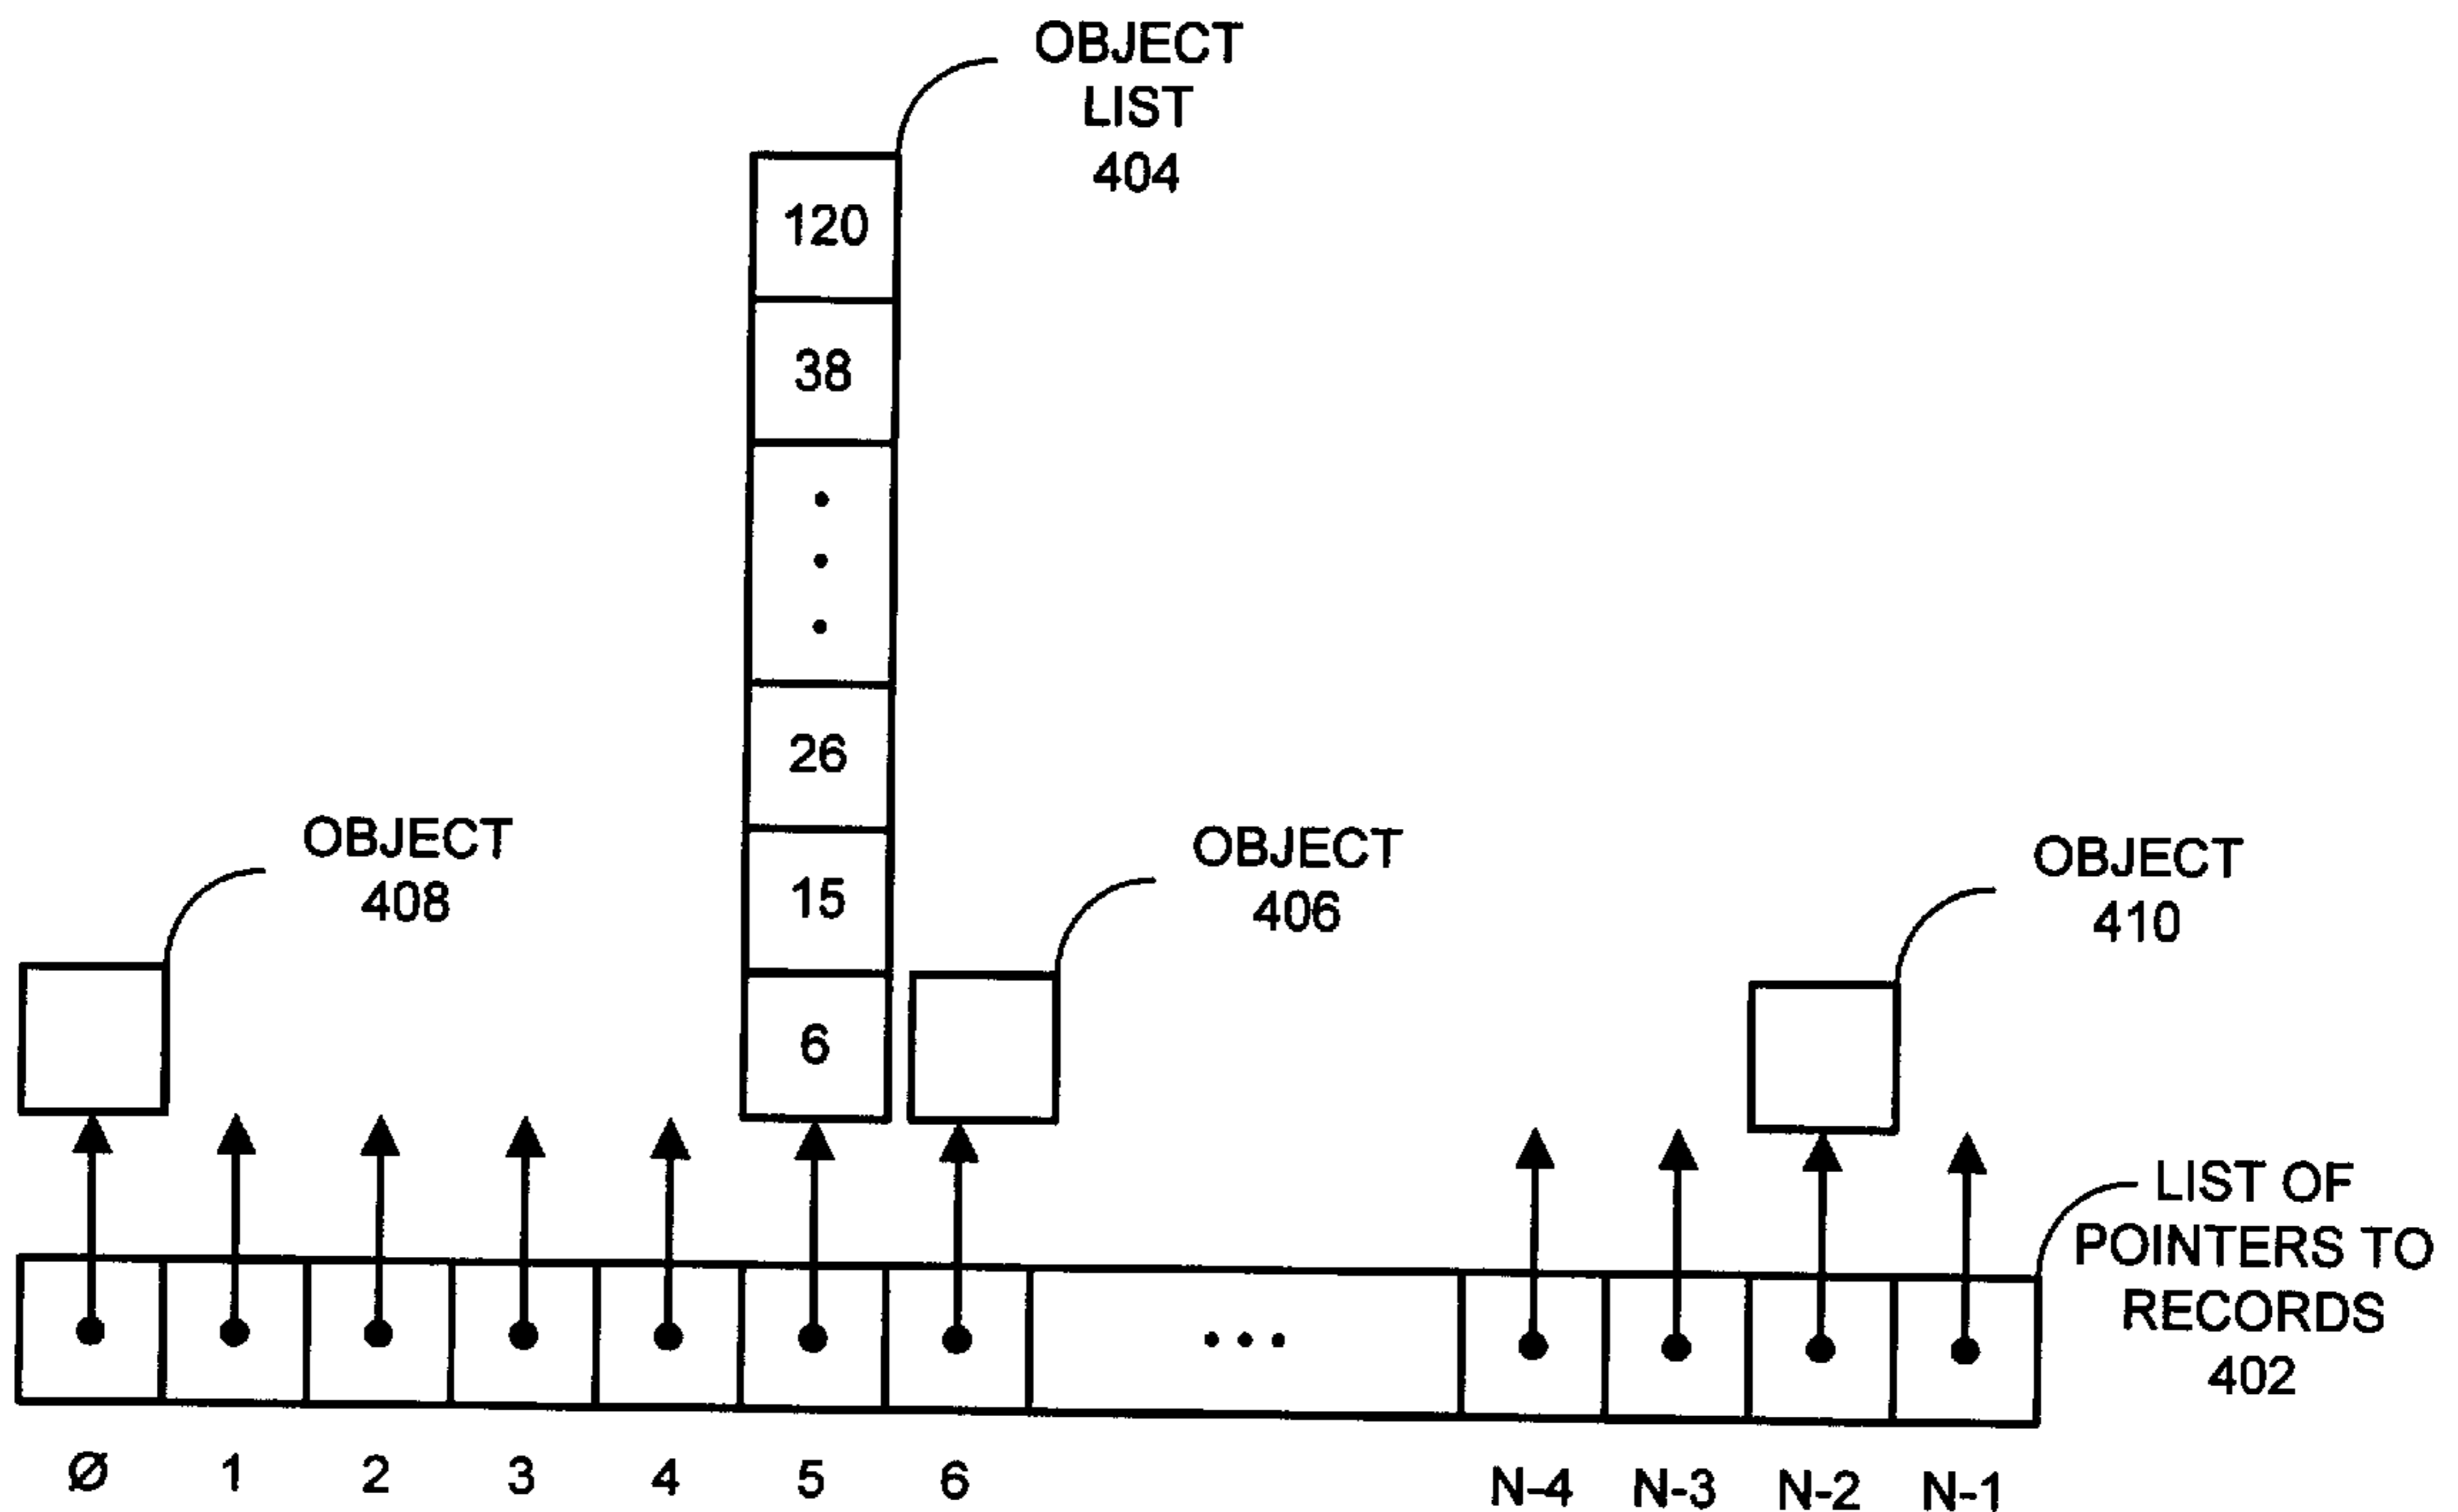 OBJECT
LIST
404
120
38
26
15
6
OBJECT
408
OBJECT
406
OBJECT
410
LIST OF
POINTERS TO
RECORDS
402
Ø 1 2 3 4 5 6 ... N-4 N-3 N-2 N-1